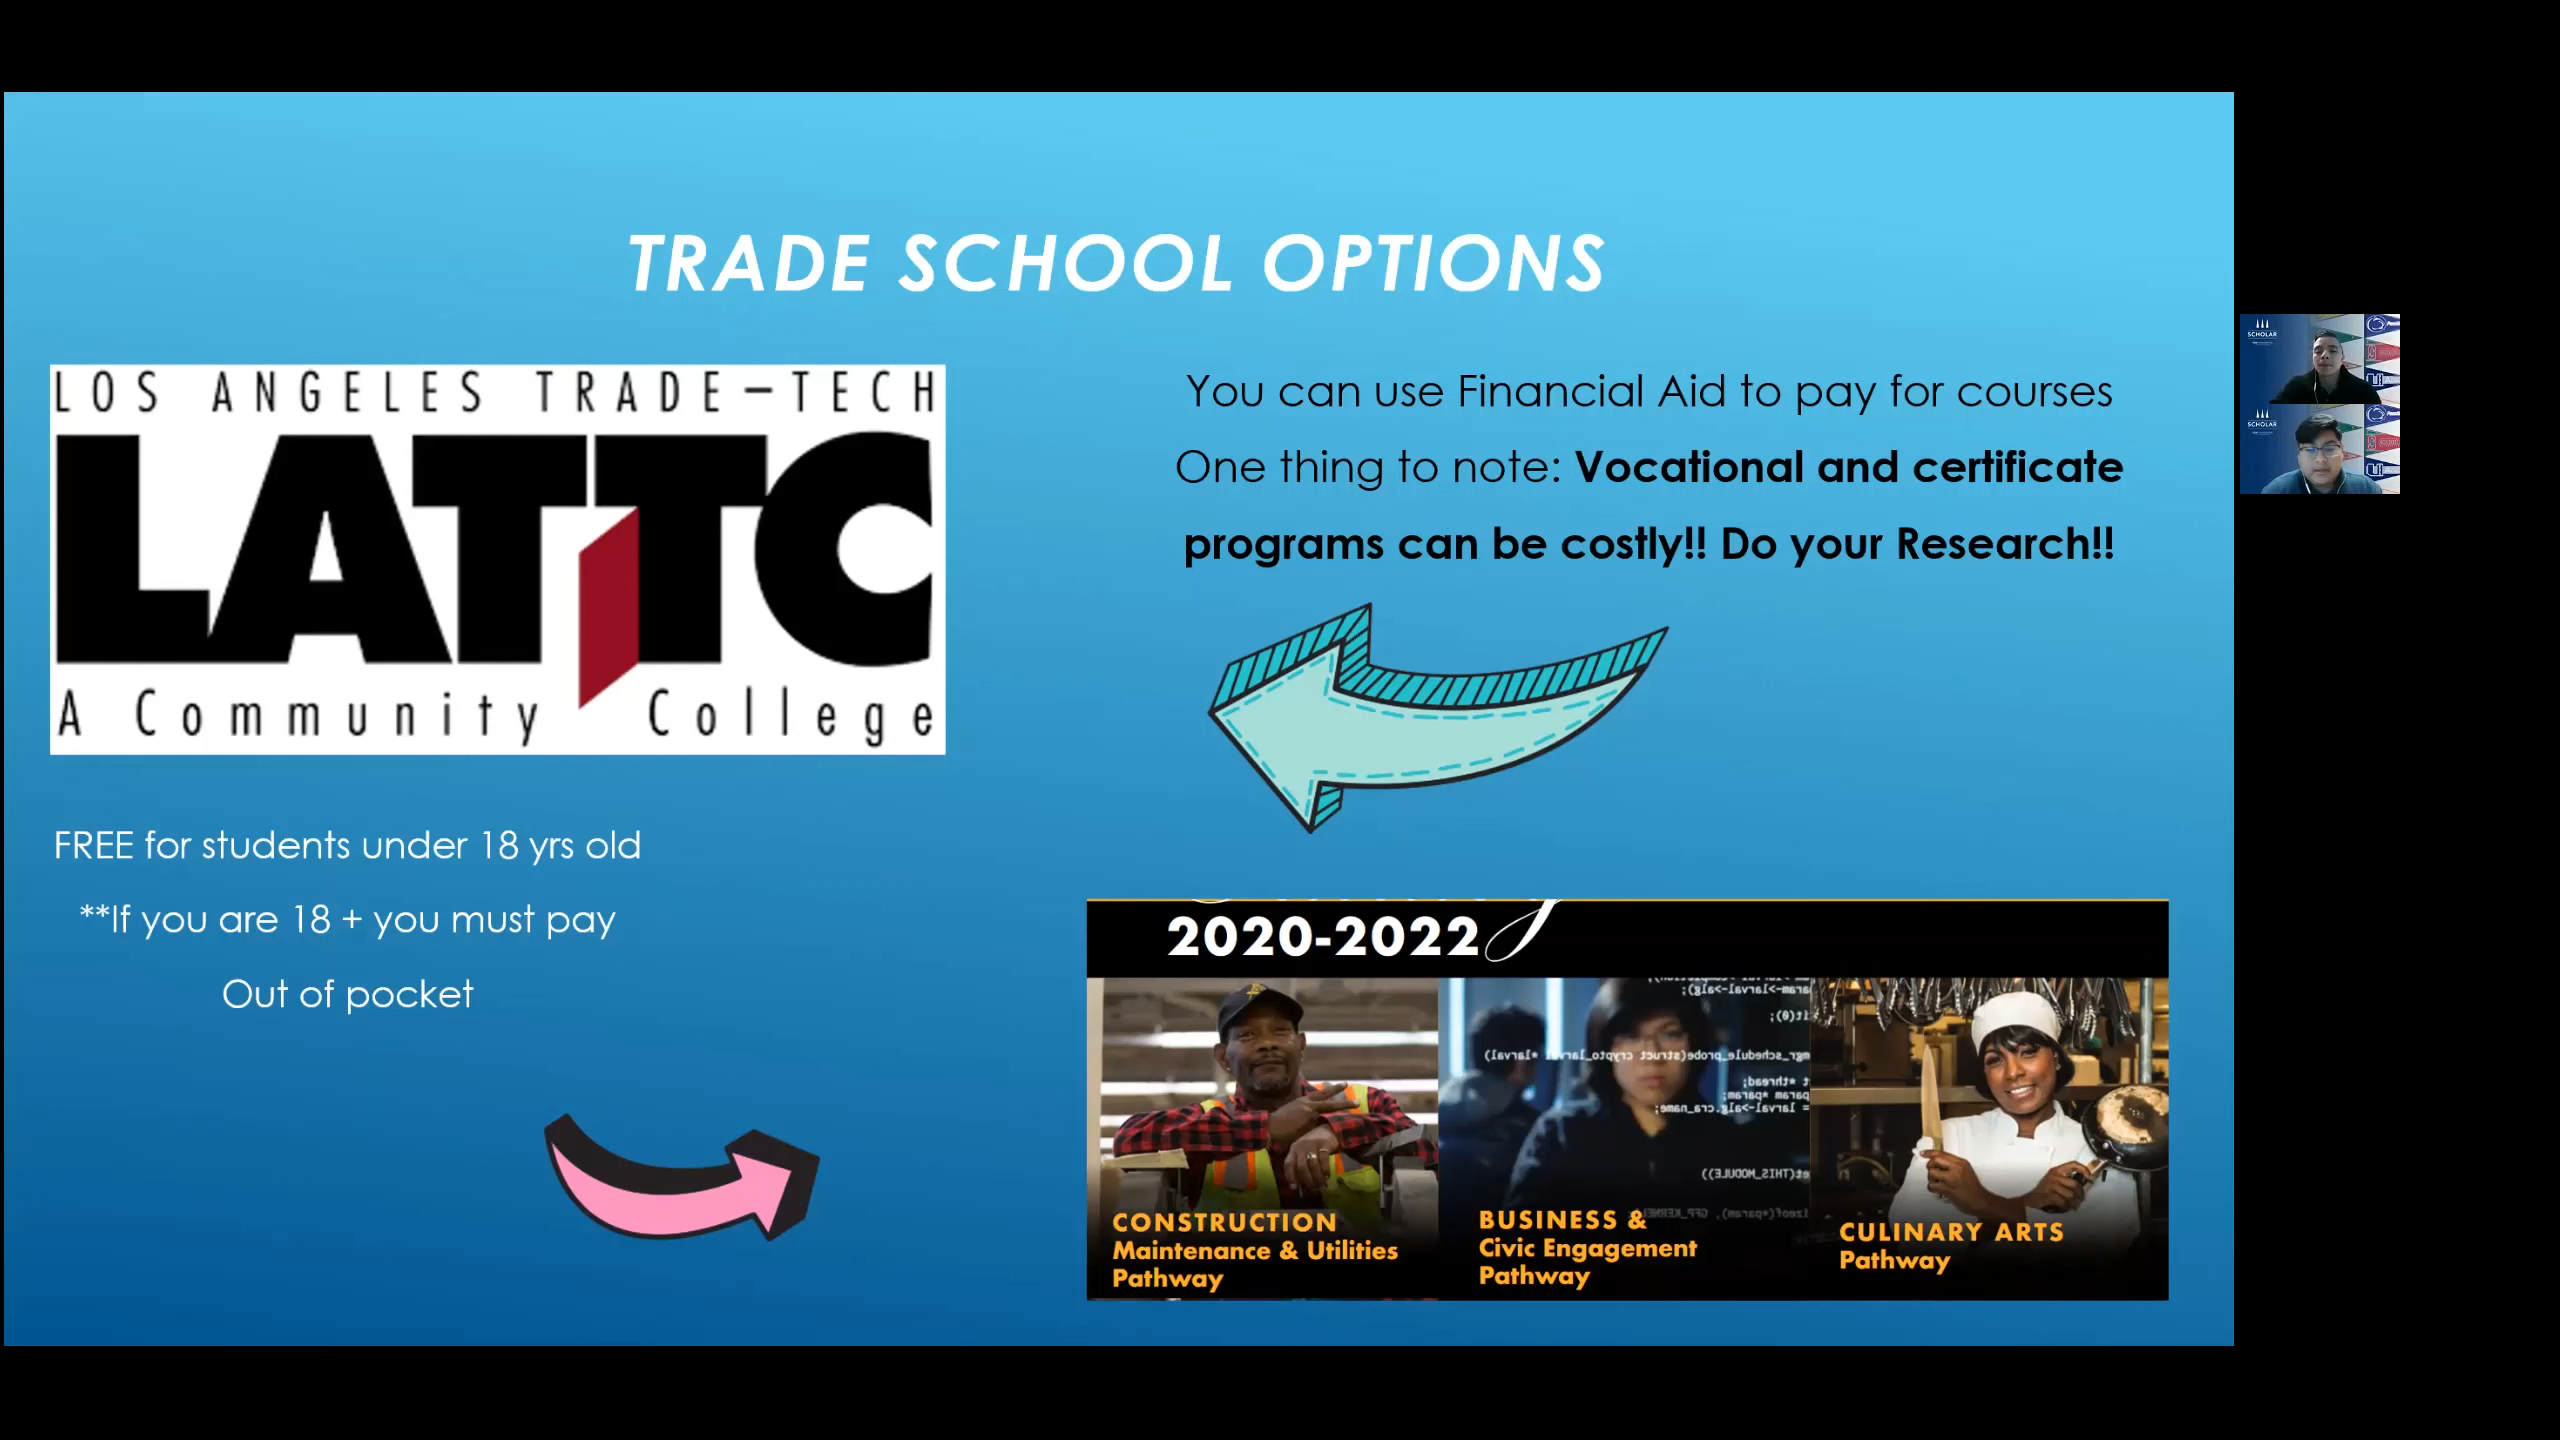 TRADE SCHOOL OPTIONS
LOS ANGELES TRADE-TECH
LATTC
A Community College
You can use Financial Aid to pay for courses
One thing to note: Vocational and certificate
programs can be costly!! Do your Research!!
FREE for students under 18 yrs old
**If you are 18 + you must pay
Out of pocket
2020-2022
CONSTRUCTION
Maintenance & Utilities
Pathway
BUSINESS &
Civic Engagement
Pathway
CULINARY ARTS
Pathway
SCHOLAR
SCHOLAR